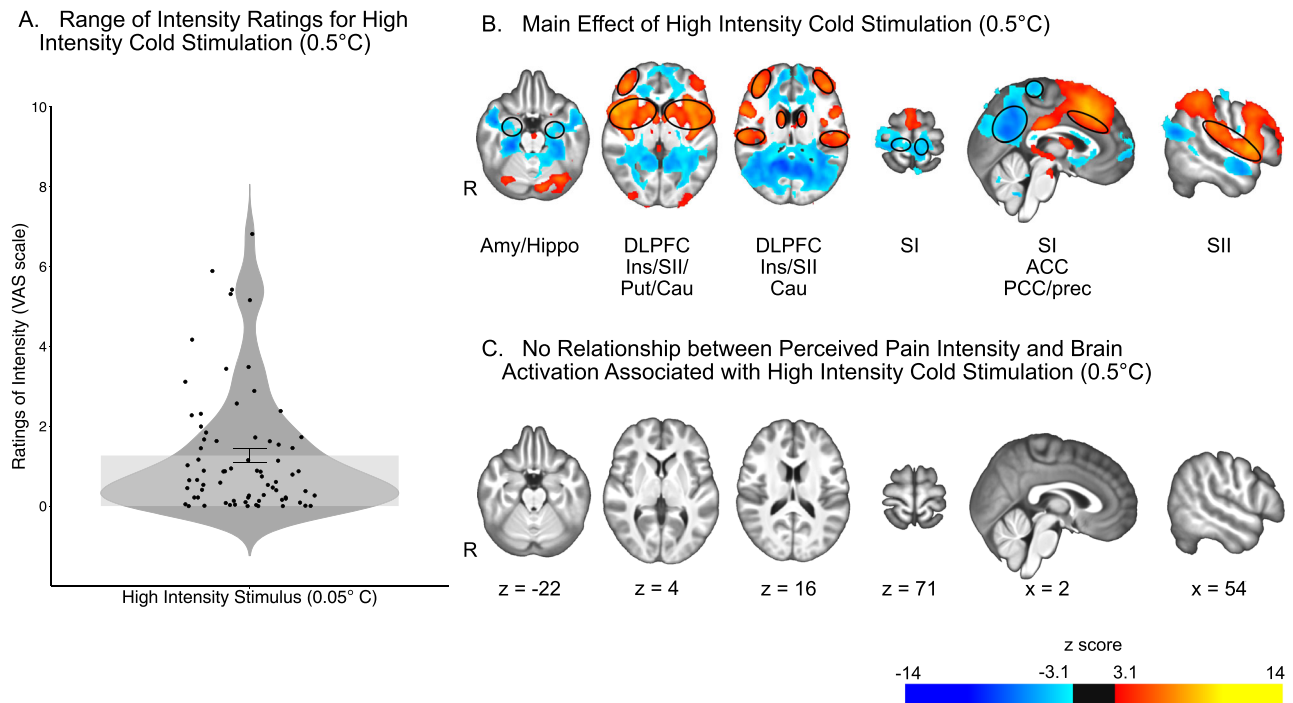 A. Range of Intensity Ratings for High
Intensity Cold Stimulation (0.5°C)
10
8
6
4
2
0
Ratings of Intensity (VAS scale)
High Intensity Stimulus (0.05° C)
B. Main Effect of High Intensity Cold Stimulation (0.5°C)
R
Amy/Hippo
DLPFC
Ins/SII/
Put/Cau
DLPFC
Ins/SII
Cau
SI
SI
ACC
PCC/prec
SII
C. No Relationship between Perceived Pain Intensity and Brain
Activation Associated with High Intensity Cold Stimulation (0.5°C)
R
z = -22
z = 4
z = 16
z = 71
x = 2
x = 54
z score
-14
-3.1
3.1
14